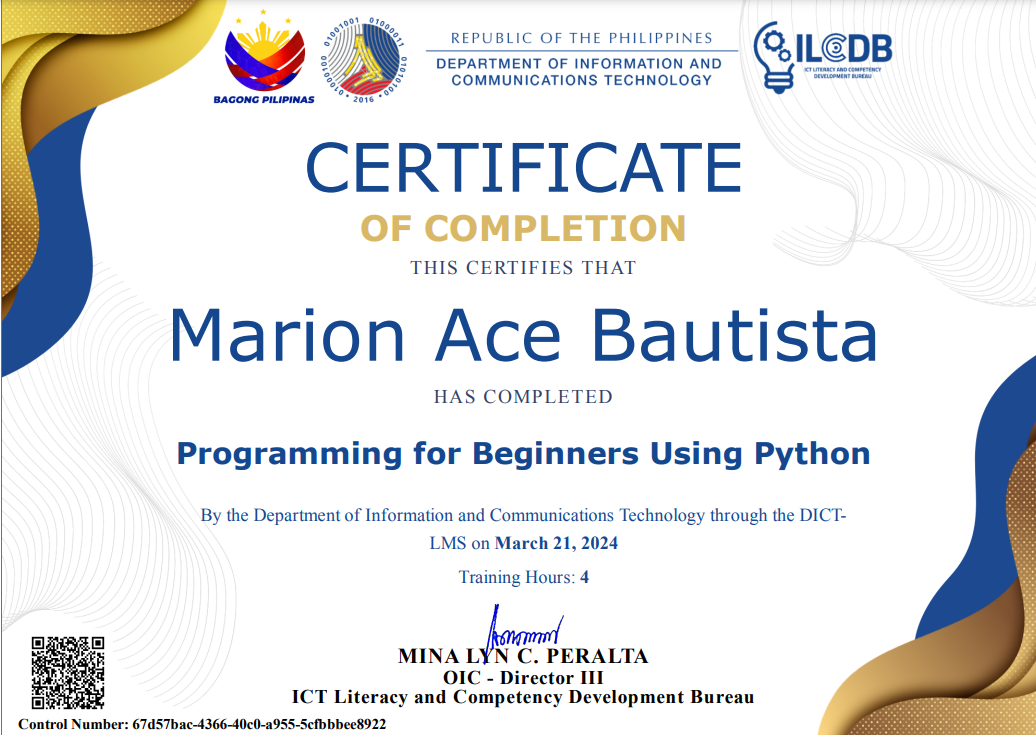 BAGONG PILIPINAS
01001001 01000011 01010100 01000100
2016
REPUBLIC OF THE PHILIPPINES
DEPARTMENT OF INFORMATION AND
COMMUNICATIONS TECHNOLOGY
ILCDB
ICT LITERACY AND COMPETENCY
DEVELOPMENT BUREAU
CERTIFICATE
OF COMPLETION
THIS CERTIFIES THAT
Marion Ace Bautista
HAS COMPLETED
Programming for Beginners Using Python
By the Department of Information and Communications Technology through the DICT-
LMS on March 21, 2024
Training Hours: 4
MINA LYN C. PERALTA
OIC - Director III
ICT Literacy and Competency Development Bureau
Control Number: 67d57bac-4366-40c0-a955-5cfbbbee8922